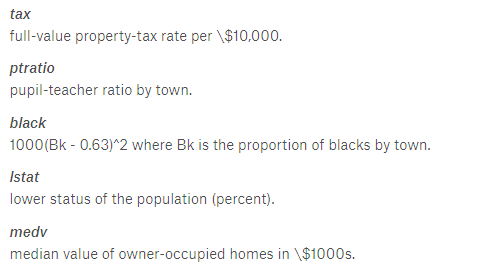 tax
full-value property-tax rate per \$10,000.
ptratio
pupil-teacher ratio by town.
black
1000(Bk - 0.63)^2 where Bk is the proportion of blacks by town.
lstat
lower status of the population (percent).
medv
median value of owner-occupied homes in \$1000s.